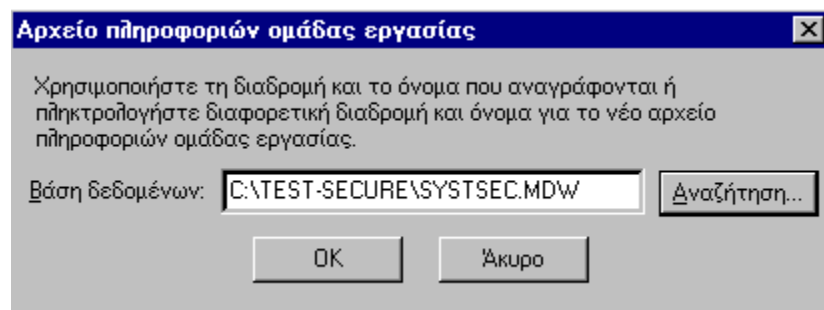 Αρχείο πληροφοριών ομάδας εργασίας
Χρησιμοποιήστε τη διαδρομή και το όνομα που αναγράφονται ή
πληκτρολογήστε διαφορετική διαδρομή και όνομα για το νέο αρχείο
πληροφοριών ομάδας εργασίας.
Βάση δεδομένων: C:\TEST-SECURE\SYSTSEC.MDW Αναζήτηση...
OK Άκυρο